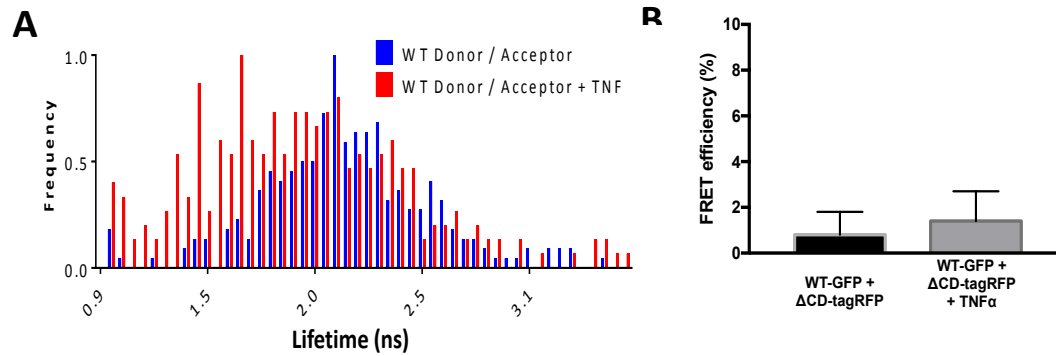 A
Frequency
1.0
0.5
0.0
WT Donor / Acceptor
WT Donor / Acceptor + TNF
0.9
1.5
2.0
2.5
3.1
Lifetime (ns)
B
FRET efficiency (%)
10
8
6
4
2
0
WT-GFP +
ΔCD-tagRFP
WT-GFP +
ΔCD-tagRFP
+ TNFα